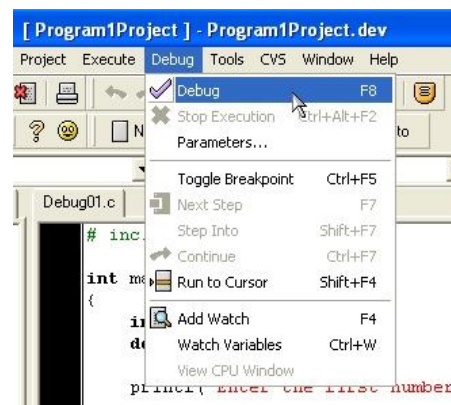 [ Program1Project ] - Program1Project.dev
Project Execute Debug Tools CVS Window Help
Debug F8
Stop Execution Ctrl+Alt+F2
N to
Parameters...
Toggle Breakpoint Ctrl+F5
Debug01.c
Next Step F7
Step Into Shift+F7
# inc
Continue Ctrl+F7
int ma
Run to Cursor Shift+F4
{
Add Watch F4
Watch Variables Ctrl+W
View CPU Window
printf( "Enter the first number